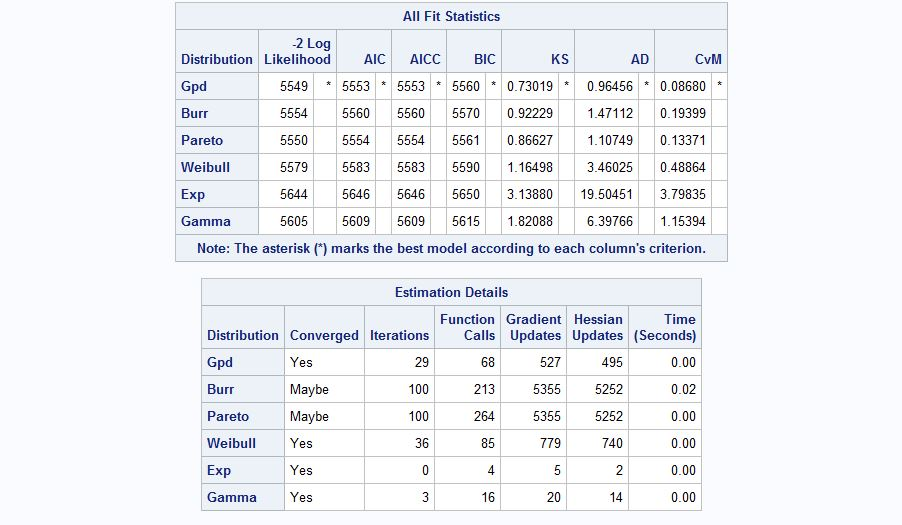 All Fit Statistics
-2 Log
Distribution Likelihood AIC AICC BIC KS AD CvM
Gpd 5549 * 5553 * 5553 * 5560 * 0.73019 * 0.96456 * 0.08680 *
Burr 5554 5560 5560 5570 0.92229 1.47112 0.19399
Pareto 5550 5554 5554 5561 0.86627 1.10749 0.13371
Weibull 5579 5583 5583 5590 1.16498 3.46025 0.48864
Exp 5644 5646 5646 5650 3.13880 19.50451 3.79835
Gamma 5605 5609 5609 5615 1.82088 6.39766 1.15394
Note: The asterisk (*) marks the best model according to each column's criterion.
Estimation Details
Function Gradient Hessian Time
Distribution Converged Iterations Calls Updates Updates (Seconds)
Gpd Yes 29 68 527 495 0.00
Burr Maybe 100 213 5355 5252 0.02
Pareto Maybe 100 264 5355 5252 0.00
Weibull Yes 36 85 779 740 0.00
Exp Yes 0 4 5 2 0.00
Gamma Yes 3 16 20 14 0.00